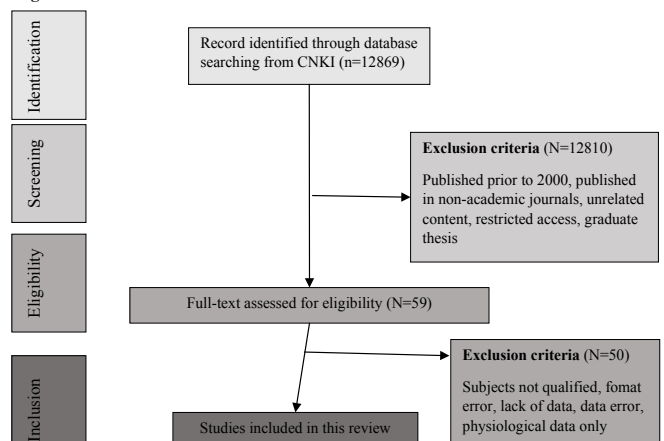 Identification
Record identified through database
searching from CNKI (n=12869)
Screening
Exclusion criteria (N=12810)
Published prior to 2000, published
in non-academic journals, unrelated
content, restricted access, graduate
thesis
Eligibility
Full-text assessed for eligibility (N=59)
Exclusion criteria (N=50)
Subjects not qualified, fomat
error, lack of data, data error,
physiological data only
Inclusion
Studies included in this review